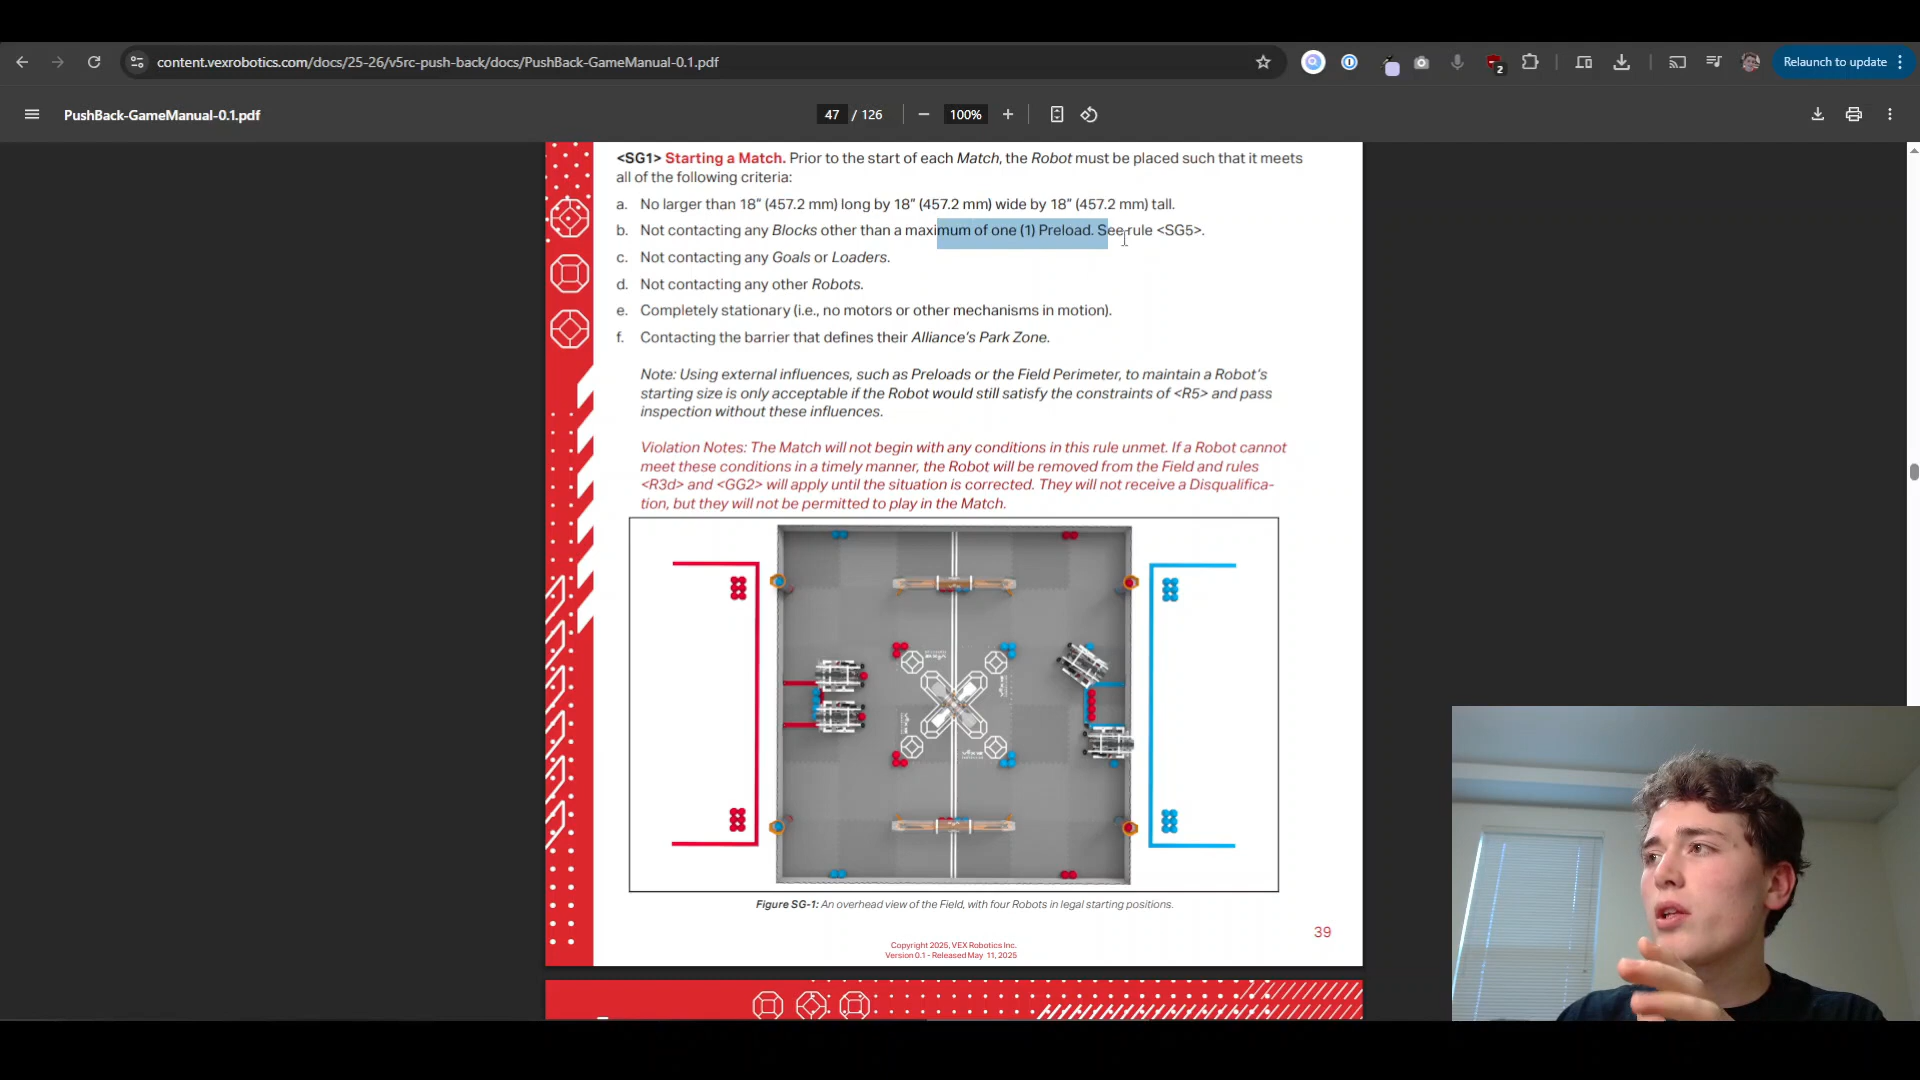 content.vexrobotics.com/docs/25-26/v5rc-push-back/docs/PushBack-GameManual-0.1.pdf
2
Relaunch to update
PushBack-GameManual-0.1.pdf
47 / 126
100%
<SG1> Starting a Match. Prior to the start of each Match, the Robot must be placed such that it meets
all of the following criteria:
a. No larger than 18” (457.2 mm) long by 18” (457.2 mm) wide by 18” (457.2 mm) tall.
b. Not contacting any Blocks other than a maximum of one (1) Preload. See rule <SG5>.
c. Not contacting any Goals or Loaders.
d. Not contacting any other Robots.
e. Completely stationary (i.e., no motors or other mechanisms in motion).
f. Contacting the barrier that defines their Alliance’s Park Zone.
Note: Using external influences, such as Preloads or the Field Perimeter, to maintain a Robot’s
starting size is only acceptable if the Robot would still satisfy the constraints of <R5> and pass
inspection without these influences.
Violation Notes: The Match will not begin with any conditions in this rule unmet. If a Robot cannot
meet these conditions in a timely manner, the Robot will be removed from the Field and rules
<R3d> and <GG2> will apply until the situation is corrected. They will not receive a Disqualifica-
tion, but they will not be permitted to play in the Match.
Figure SG-1: An overhead view of the Field, with four Robots in legal starting positions.
39
Copyright 2025, VEX Robotics Inc.
Version 0.1 - Released May 11, 2025